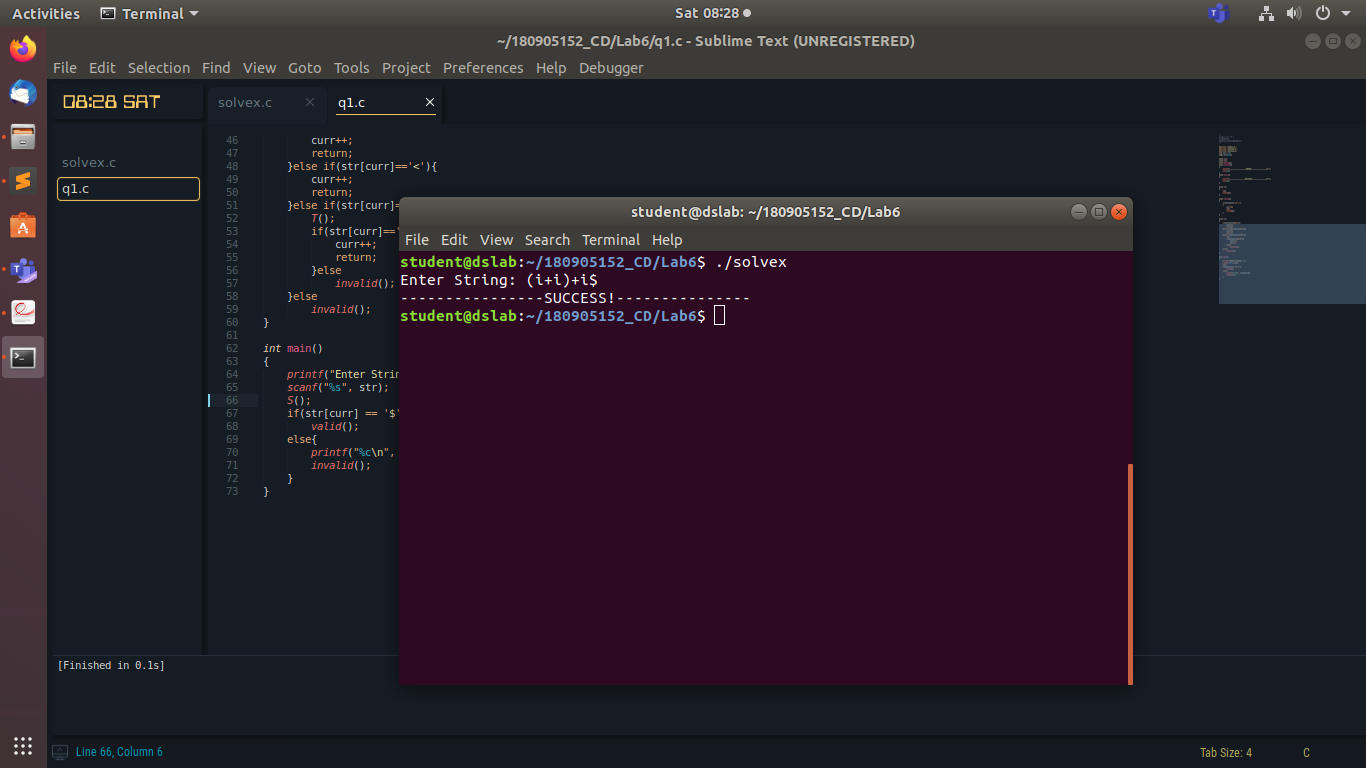 Activities Terminal Sat 08:28
~/180905152_CD/Lab6/q1.c - Sublime Text (UNREGISTERED)
File Edit Selection Find View Goto Tools Project Preferences Help Debugger
08:28 SAT
solvex.c
q1.c
solvex.c
q1.c
46 curr++;
47 return;
48 }else if(str[curr]=='<'){
49 curr++;
50 return;
51 }else if(str[curr]=
52 T();
53 if(str[curr]=='
54 curr++;
55 return;
56 }else
57 invalid();
58 }else
59 invalid();
60 }
61
62 int main()
63 {
64 printf("Enter Strin
65 scanf("%s", str);
66 S();
67 if(str[curr] == '$'
68 valid();
69 else{
70 printf("%c\n",
71 invalid();
72 }
73 }
student@dslab: ~/180905152_CD/Lab6
File Edit View Search Terminal Help
student@dslab:~/180905152_CD/Lab6$ ./solvex
Enter String: (i+i)+i$
----------------SUCCESS!---------------
student@dslab:~/180905152_CD/Lab6$
[Finished in 0.1s]
Line 66, Column 6
Tab Size: 4 C